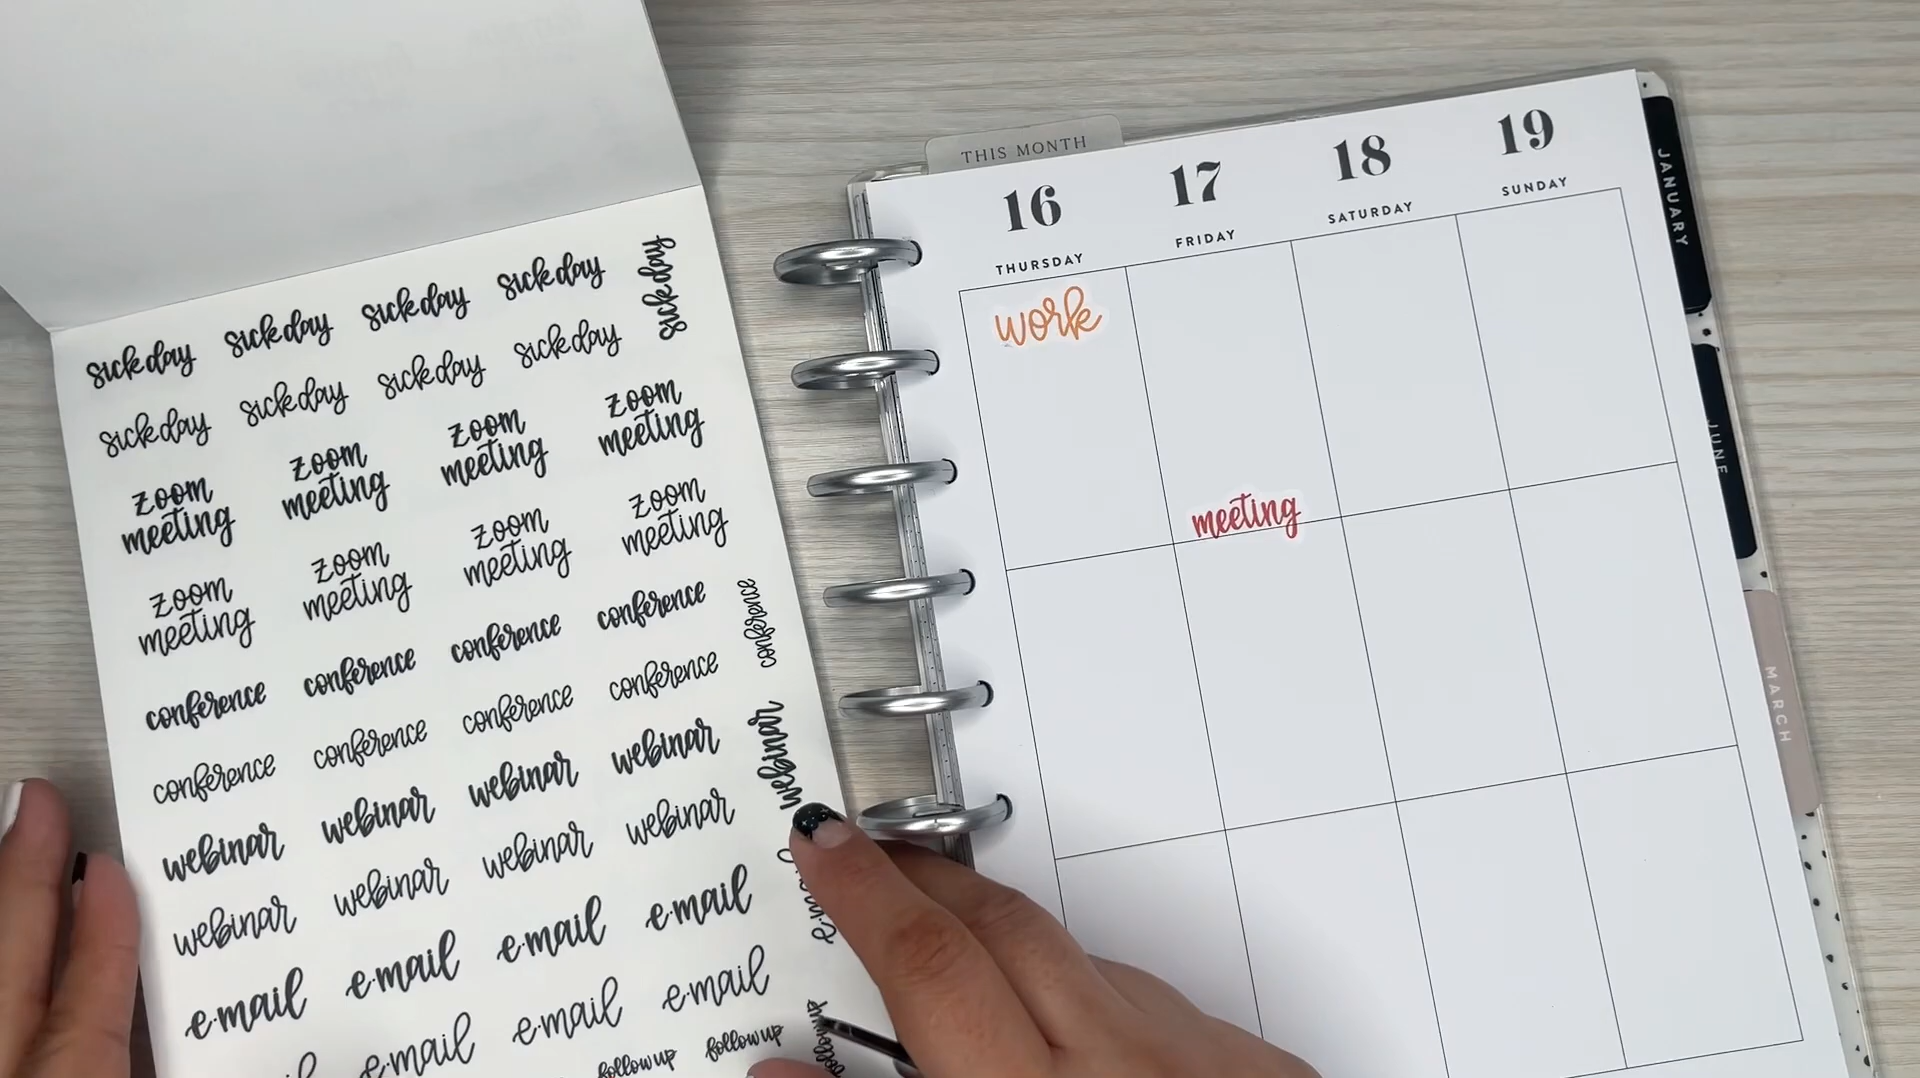 sick day sick day sick day sick day sick day
sick day sick day sick day sick day
zoom meeting zoom meeting zoom meeting zoom meeting
zoom meeting zoom meeting zoom meeting zoom meeting
conference conference conference conference conference
conference conference conference conference
webinar webinar webinar webinar webinar
webinar webinar webinar webinar
e-mail e-mail e-mail e-mail
e-mail e-mail e-mail
follow up follow up follow up
THIS MONTH
16 17 18 19
THURSDAY FRIDAY SATURDAY SUNDAY
work
meeting
JANUARY
JUNE
MARCH